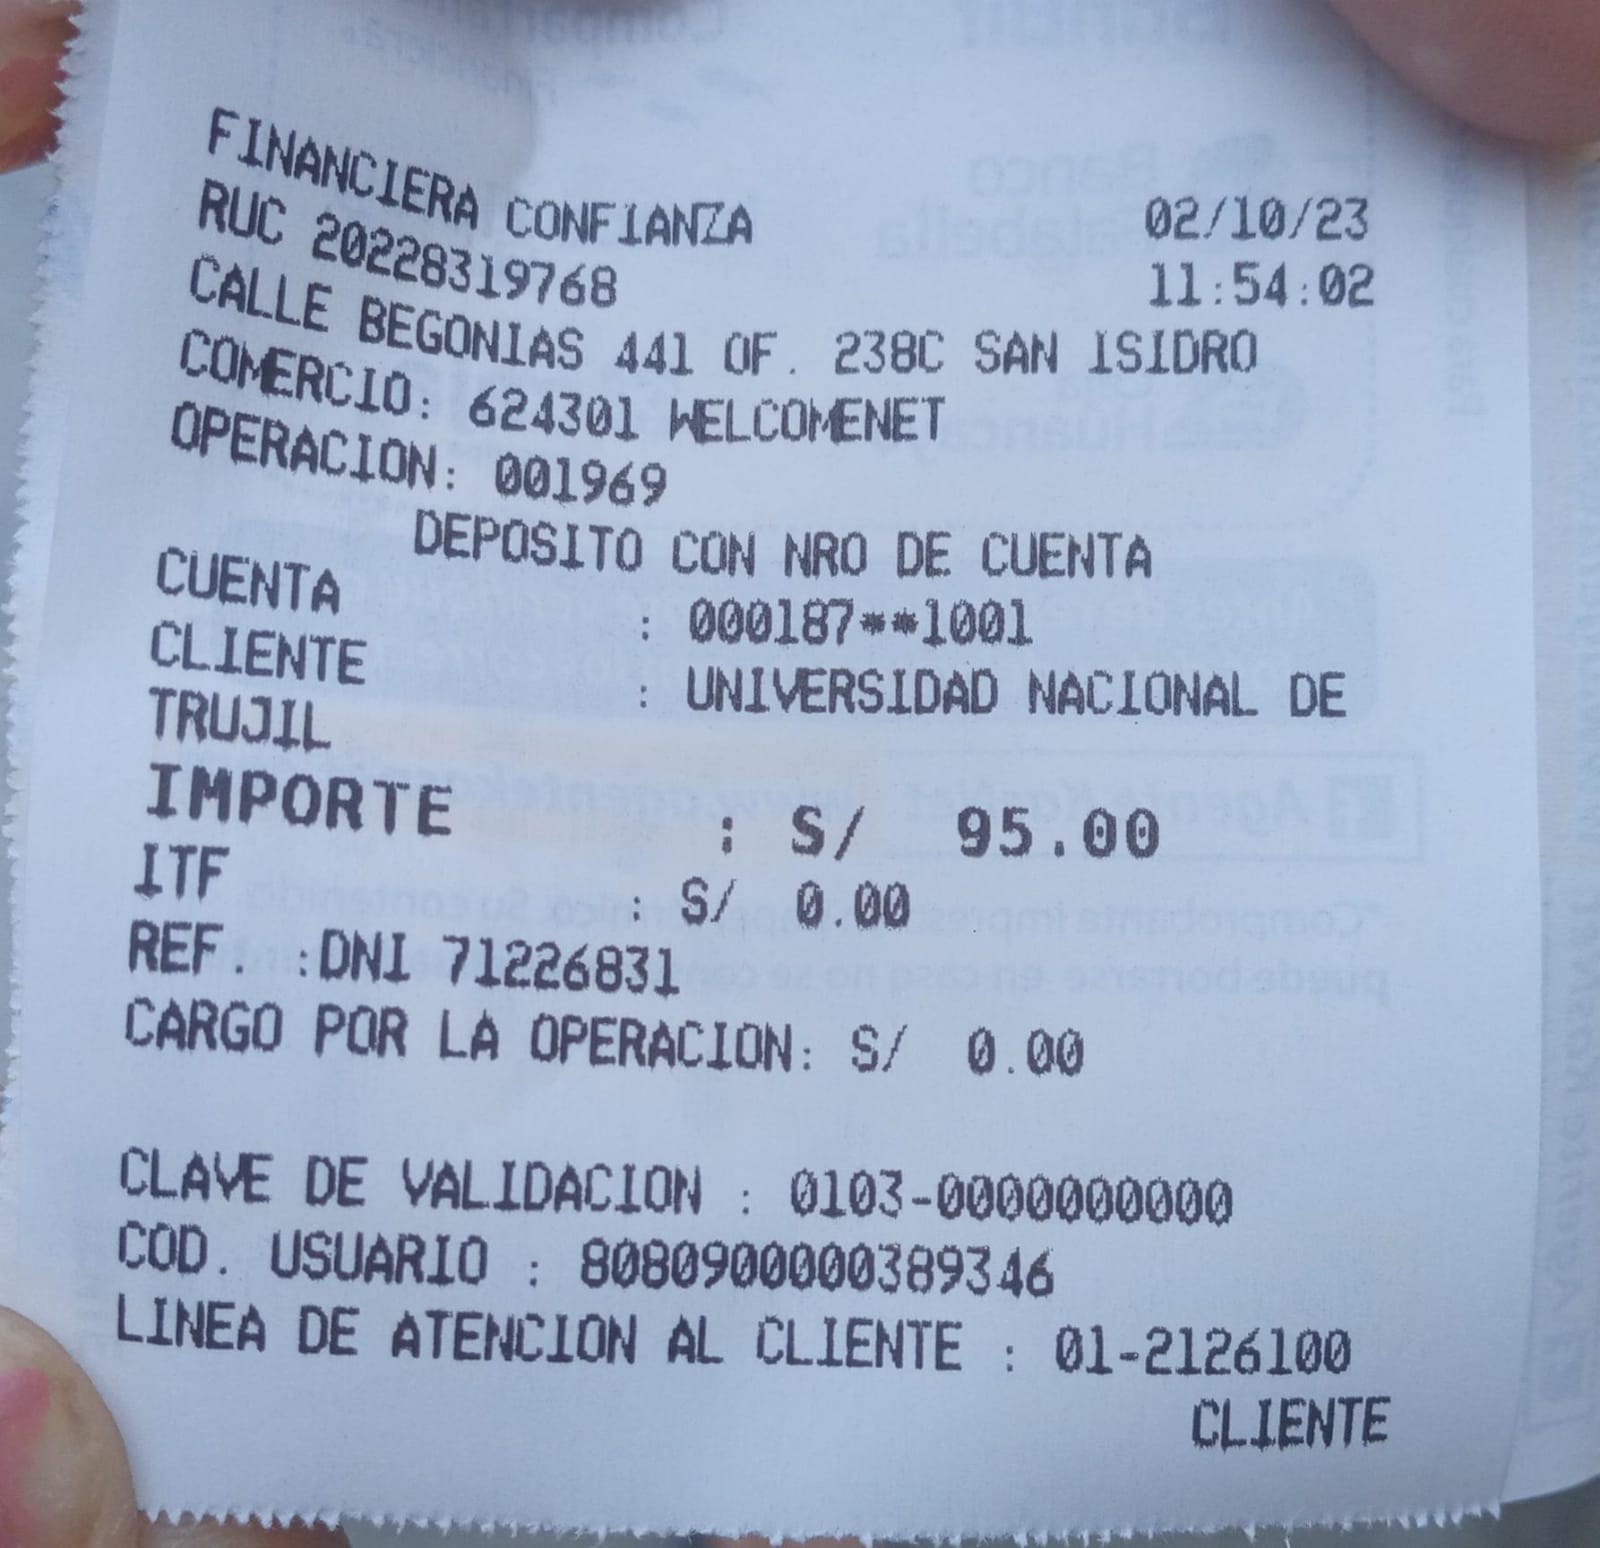 FINANCIERA CONFIANZA 02/10/23
RUC 20228319768 11:54:02
CALLE BEGONIAS 441 OF. 238C SAN ISIDRO
COMERCIO: 624301 WELCOMENET
OPERACION: 001969
DEPOSITO CON NRO DE CUENTA
CUENTA : 000187**1001
CLIENTE : UNIVERSIDAD NACIONAL DE
TRUJIL
IMPORTE : S/ 95.00
ITF : S/ 0.00
REF. :DNI 71226831
CARGO POR LA OPERACION: S/ 0.00
CLAVE DE VALIDACION : 0103-0000000000
COD. USUARIO : 8080900000389346
LINEA DE ATENCION AL CLIENTE : 01-2126100
CLIENTE